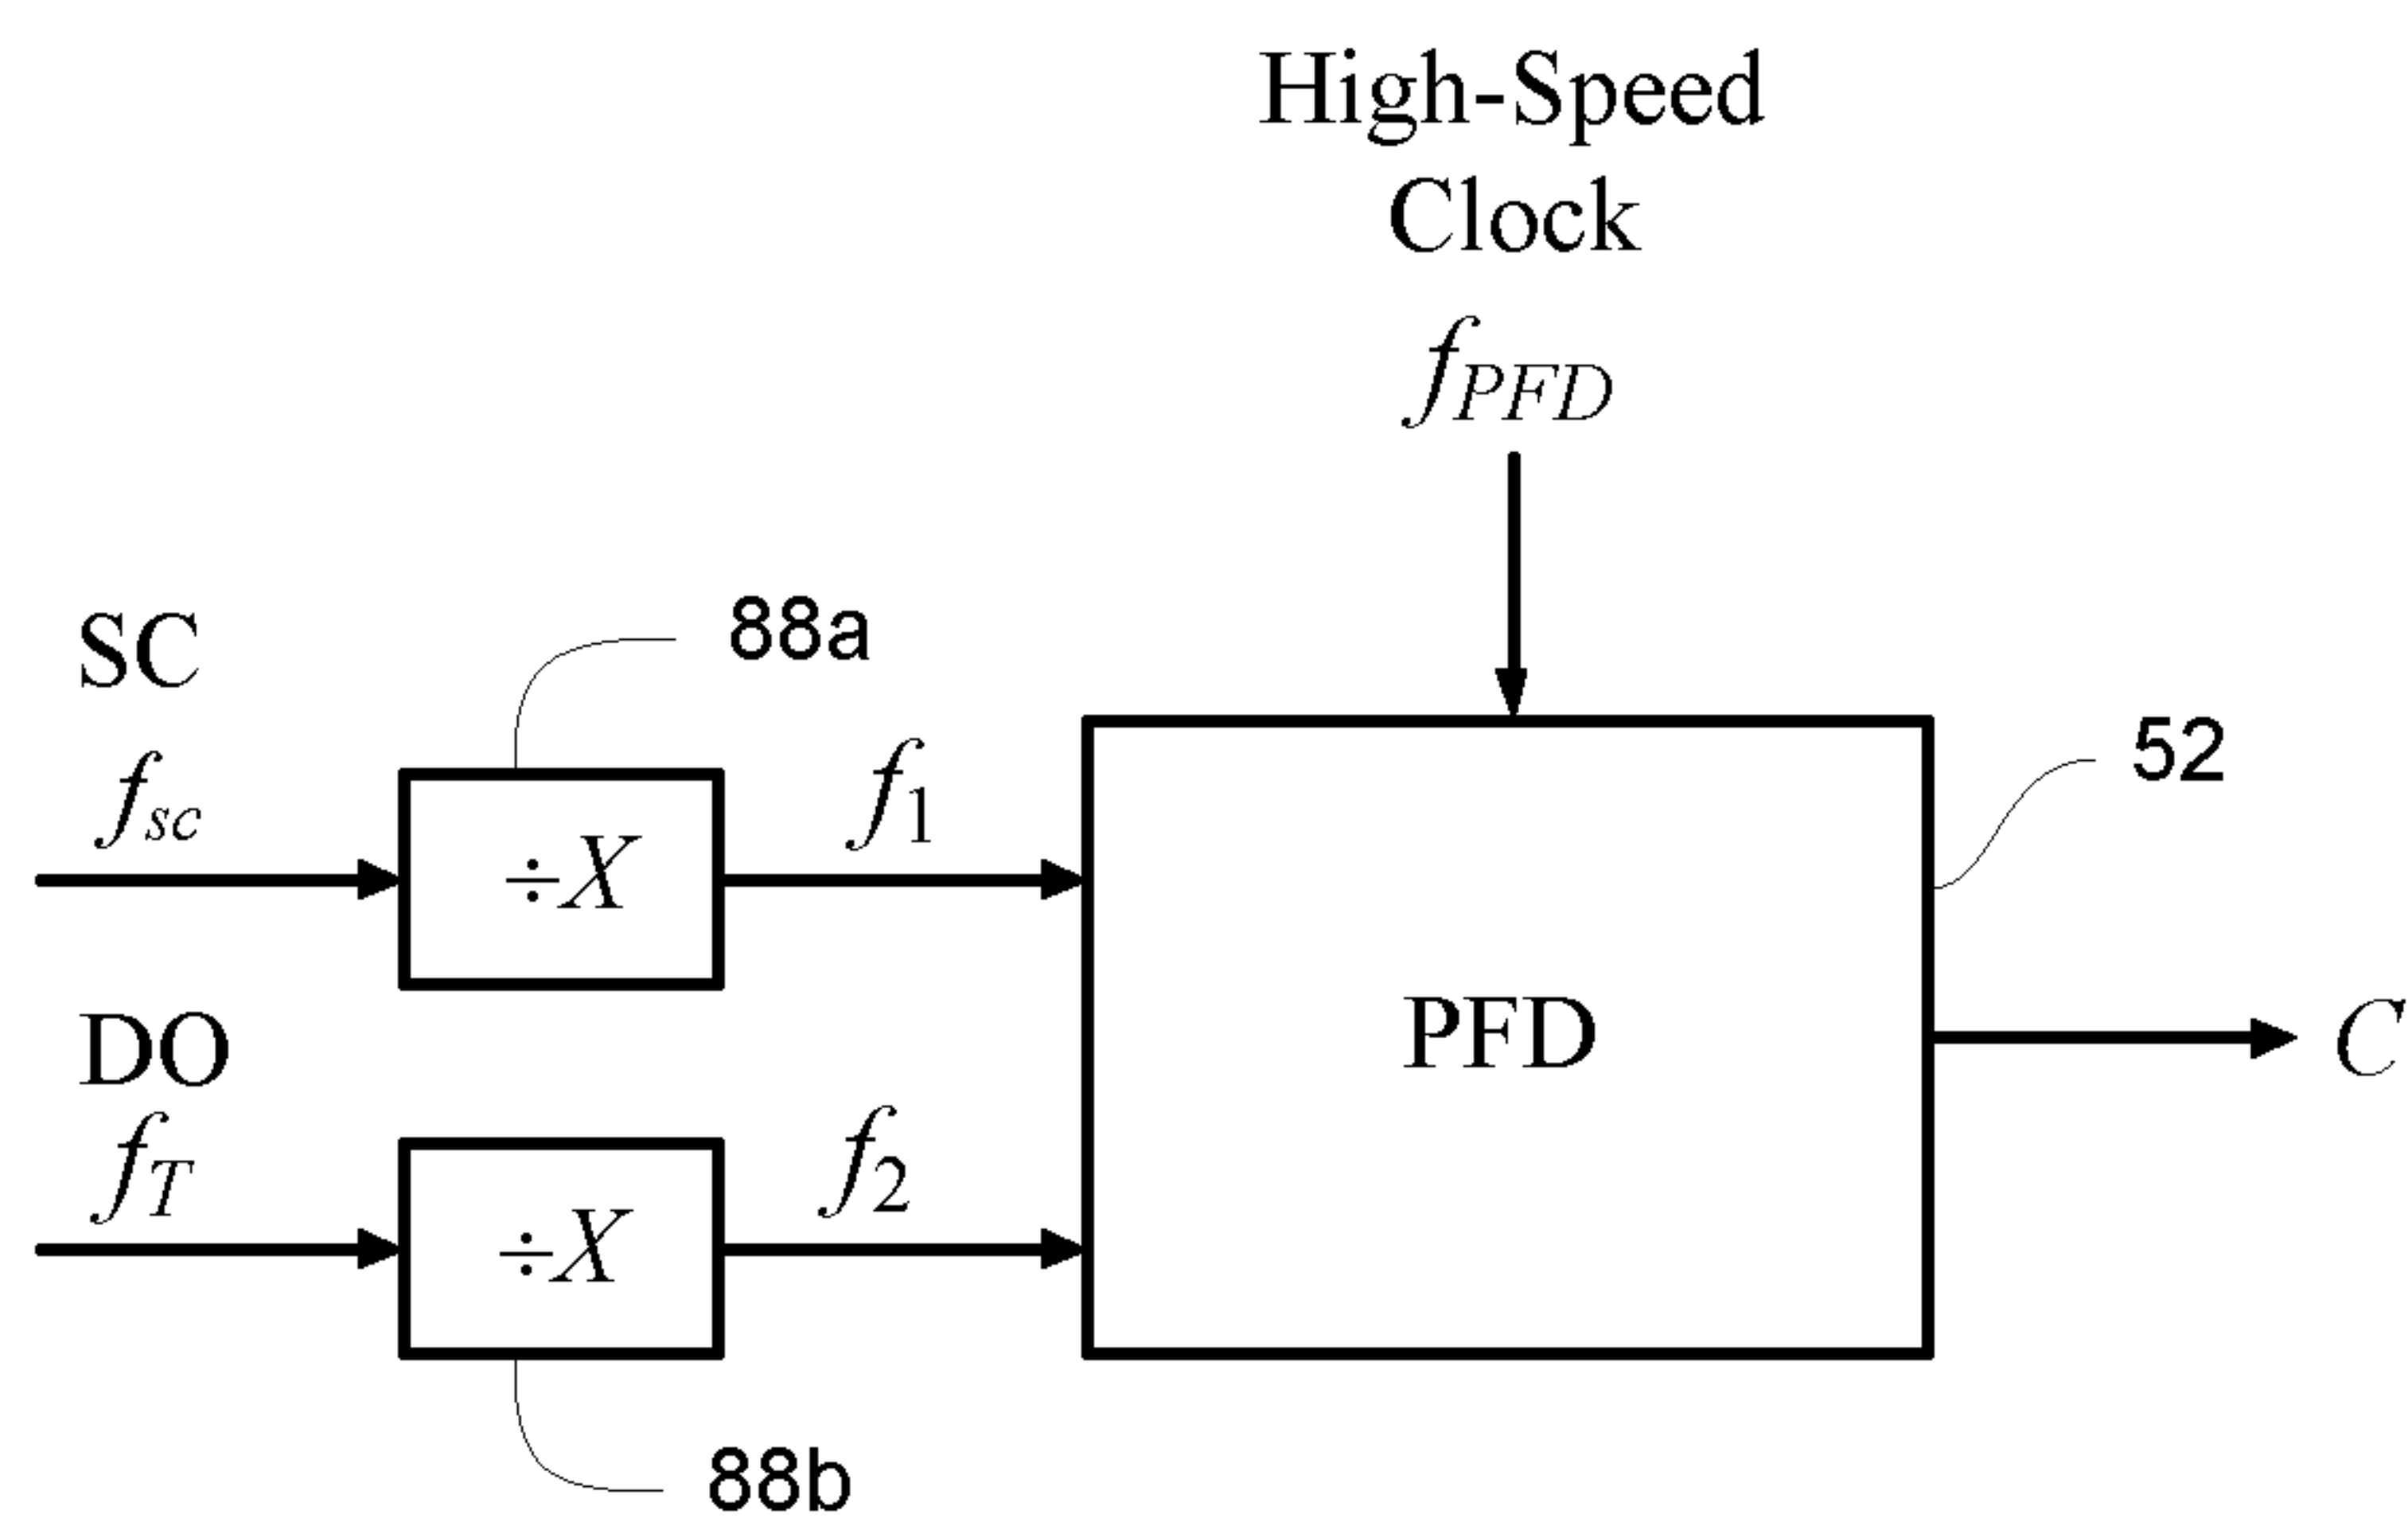 High-Speed
Clock
fPFD
SC
88a
fsc
f1
÷X
52
DO
fT
f2
÷X
PFD
C
88b